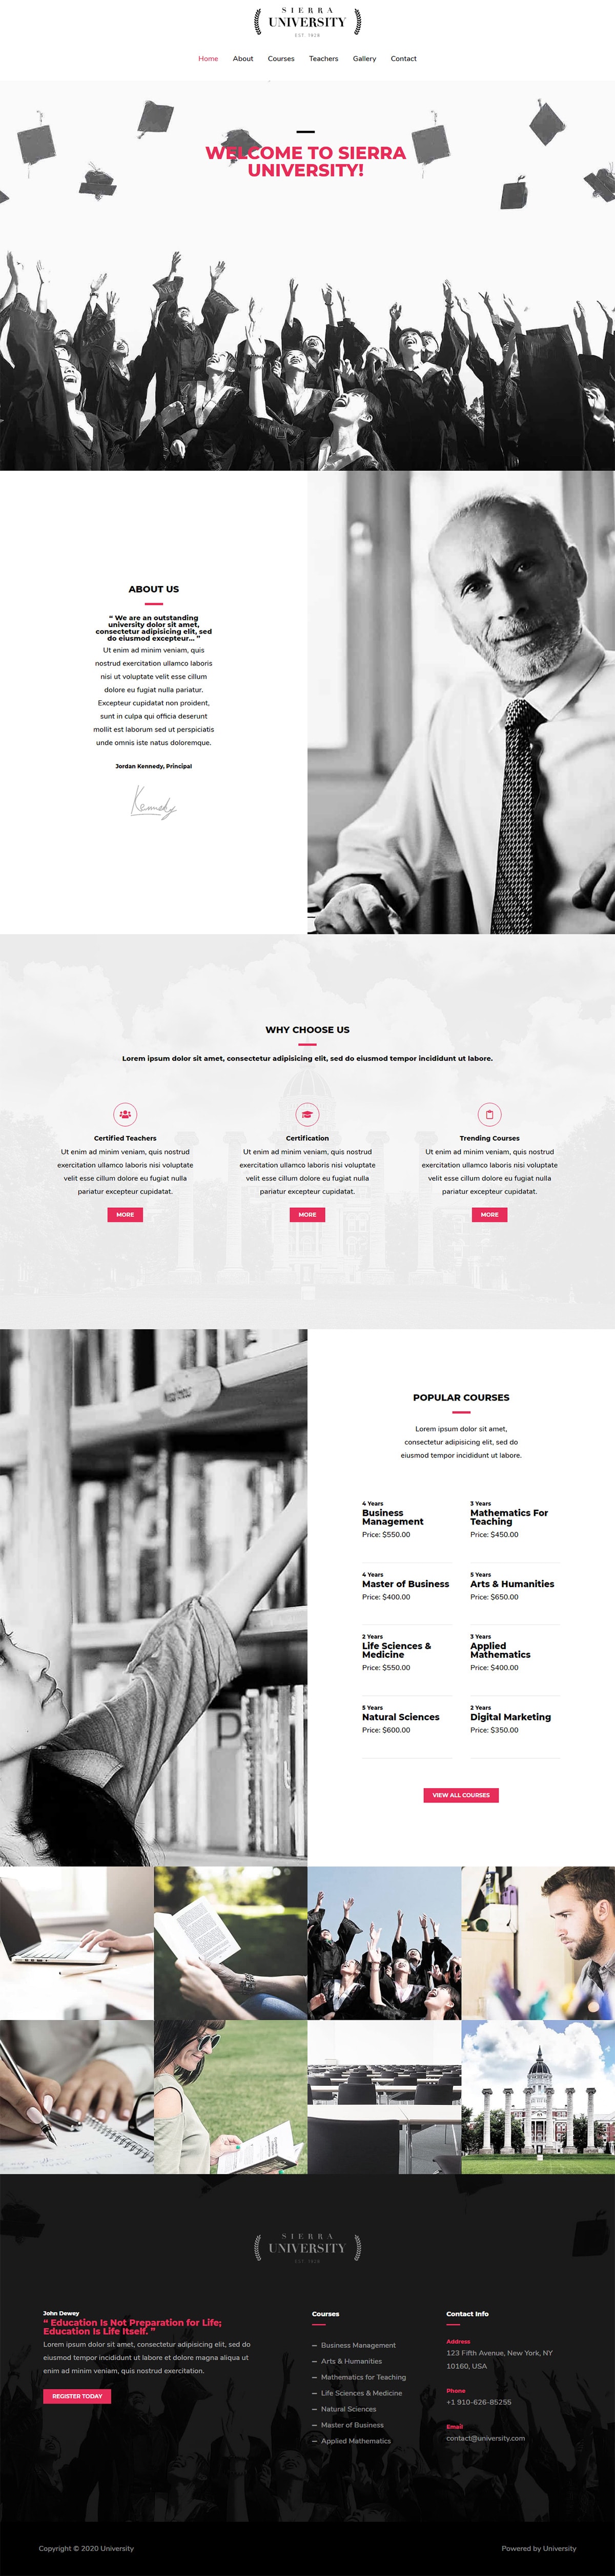 SIERRA
UNIVERSITY
EST. 1928
Home About Courses Teachers Gallery Contact
WELCOME TO SIERRA
UNIVERSITY!
ABOUT US
“ We are an outstanding
university dolor sit amet,
consectetur adipisicing elit, sed
do eiusmod excepteur... ”
Ut enim ad minim veniam, quis
nostrud exercitation ullamco laboris
nisi ut voluptate velit esse cillum
dolore eu fugiat nulla pariatur.
Excepteur cupidatat non proident,
sunt in culpa qui officia deserunt
mollit est laborum sed ut perspiciatis
unde omnis iste natus doloremque.
Jordan Kennedy, Principal
Kennedy
WHY CHOOSE US
Lorem ipsum dolor sit amet, consectetur adipisicing elit, sed do eiusmod tempor incididunt ut labore.
Certified Teachers
Ut enim ad minim veniam, quis nostrud
exercitation ullamco laboris nisi voluptate
velit esse cillum dolore eu fugiat nulla
pariatur excepteur cupidatat.
MORE
Certification
Ut enim ad minim veniam, quis nostrud
exercitation ullamco laboris nisi voluptate
velit esse cillum dolore eu fugiat nulla
pariatur excepteur cupidatat.
MORE
Trending Courses
Ut enim ad minim veniam, quis nostrud
exercitation ullamco laboris nisi voluptate
velit esse cillum dolore eu fugiat nulla
pariatur excepteur cupidatat.
MORE
POPULAR COURSES
Lorem ipsum dolor sit amet,
consectetur adipisicing elit, sed do
eiusmod tempor incididunt ut labore.
4 Years
Business
Management
Price: $550.00
3 Years
Mathematics For
Teaching
Price: $450.00
4 Years
Master of Business
Price: $400.00
5 Years
Arts & Humanities
Price: $650.00
2 Years
Life Sciences &
Medicine
Price: $550.00
3 Years
Applied
Mathematics
Price: $400.00
5 Years
Natural Sciences
Price: $600.00
2 Years
Digital Marketing
Price: $350.00
VIEW ALL COURSES
SIERRA
UNIVERSITY
EST. 1928
John Dewey
“ Education Is Not Preparation for Life;
Education Is Life Itself. ”
Lorem ipsum dolor sit amet, consectetur adipisicing elit, sed do
eiusmod tempor incididunt ut labore et dolore magna aliqua ut
enim ad minim veniam, quis nostrud exercitation.
REGISTER TODAY
Courses
Business Management
Arts & Humanities
Mathematics for Teaching
Life Sciences & Medicine
Natural Sciences
Master of Business
Applied Mathematics
Contact Info
Address
123 Fifth Avenue, New York, NY
10160, USA
Phone
+1 910-626-85255
Email
contact@university.com
Copyright © 2020 University
Powered by University